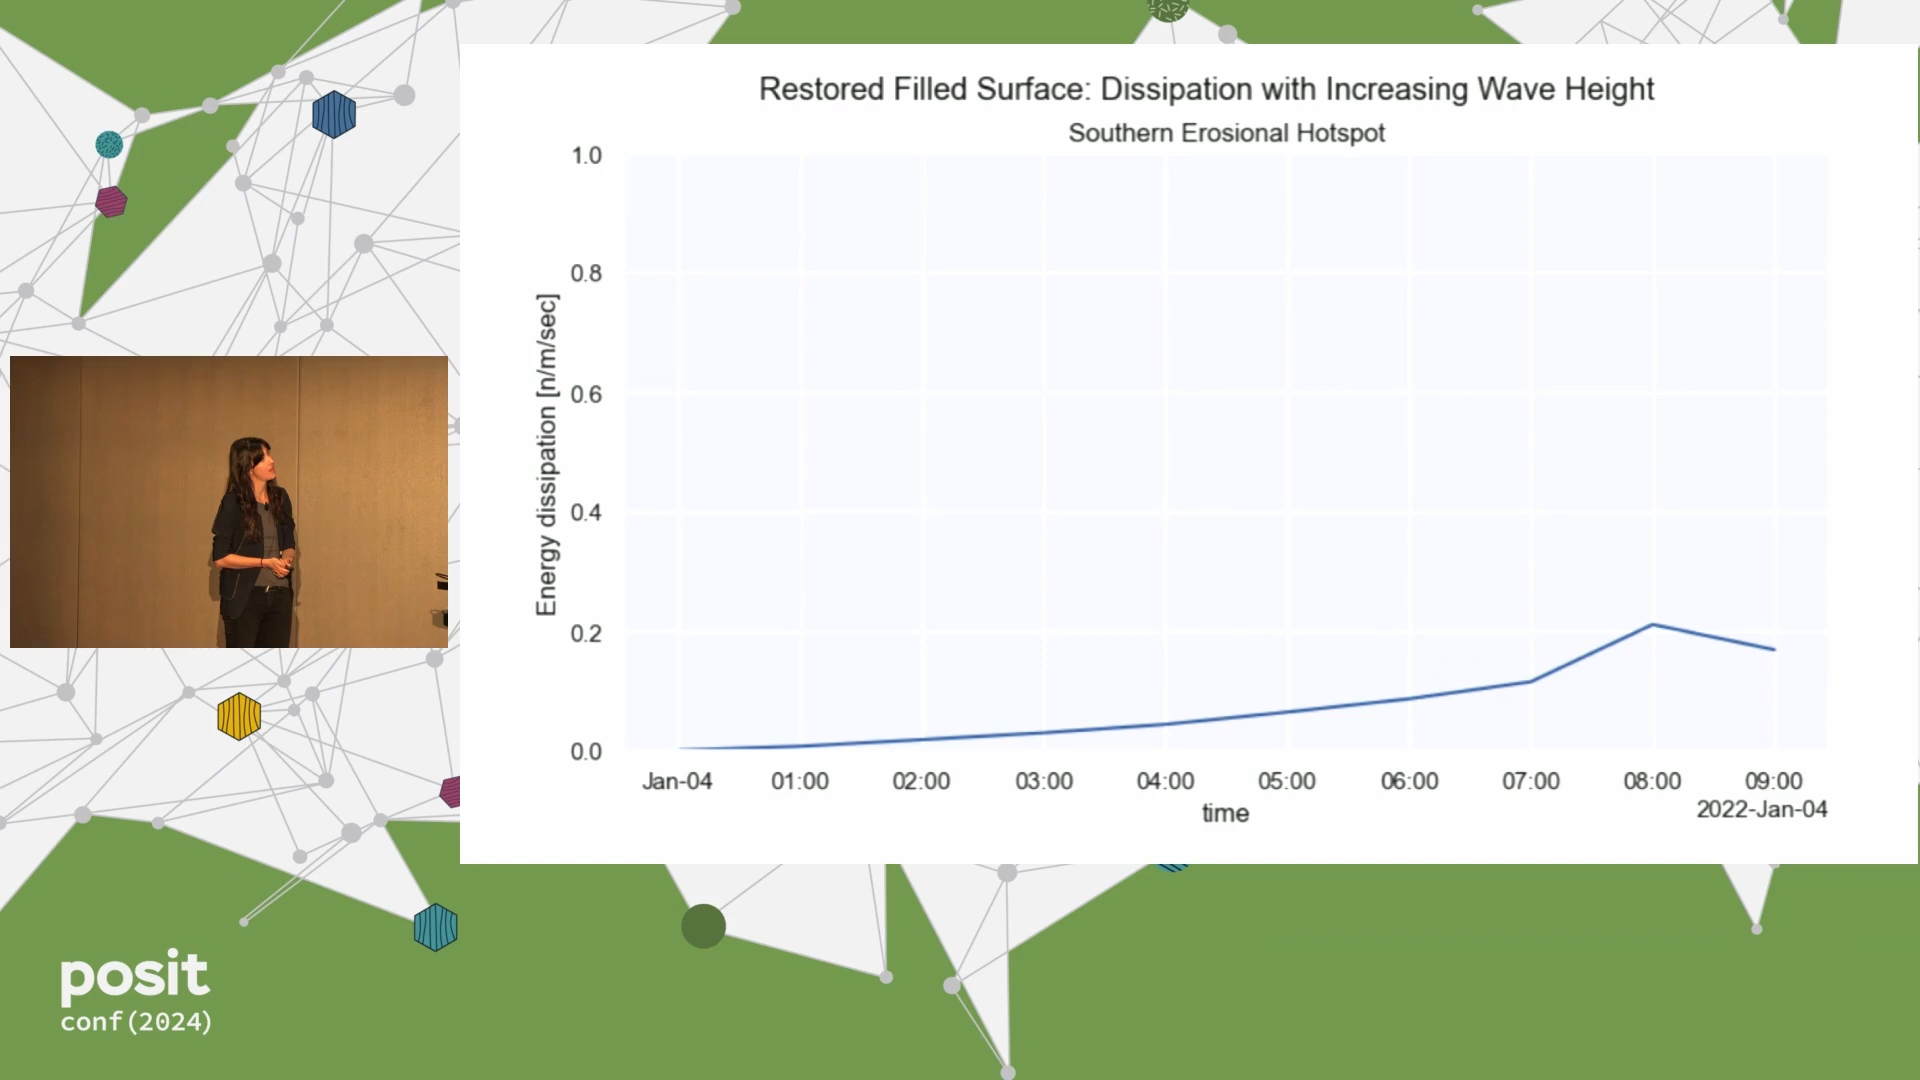 Restored Filled Surface: Dissipation with Increasing Wave Height
Southern Erosional Hotspot
Energy dissipation [n/m/sec]
1.0
0.8
0.6
0.4
0.2
0.0
Jan-04 01:00 02:00 03:00 04:00 05:00 06:00 07:00 08:00 09:00
time
2022-Jan-04
posit
conf(2024)